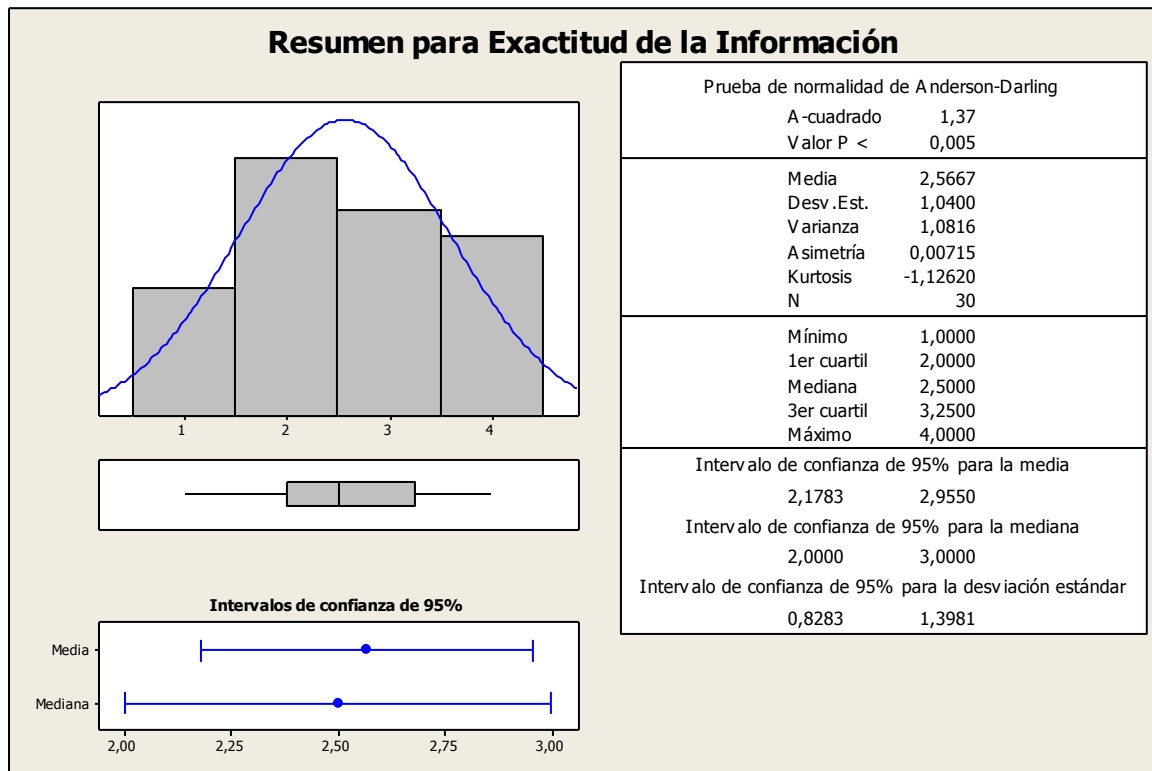 Resumen para Exactitud de la Información
1 2 3 4
Intervalos de confianza de 95%
Media
Mediana
2,00 2,25 2,50 2,75 3,00
Prueba de normalidad de Anderson-Darling
A-cuadrado 1,37
Valor P < 0,005
Media 2,5667
Desv.Est. 1,0400
Varianza 1,0816
Asimetría 0,00715
Kurtosis -1,12620
N 30
Mínimo 1,0000
1er cuartil 2,0000
Mediana 2,5000
3er cuartil 3,2500
Máximo 4,0000
Intervalo de confianza de 95% para la media
2,1783 2,9550
Intervalo de confianza de 95% para la mediana
2,0000 3,0000
Intervalo de confianza de 95% para la desviación estándar
0,8283 1,3981